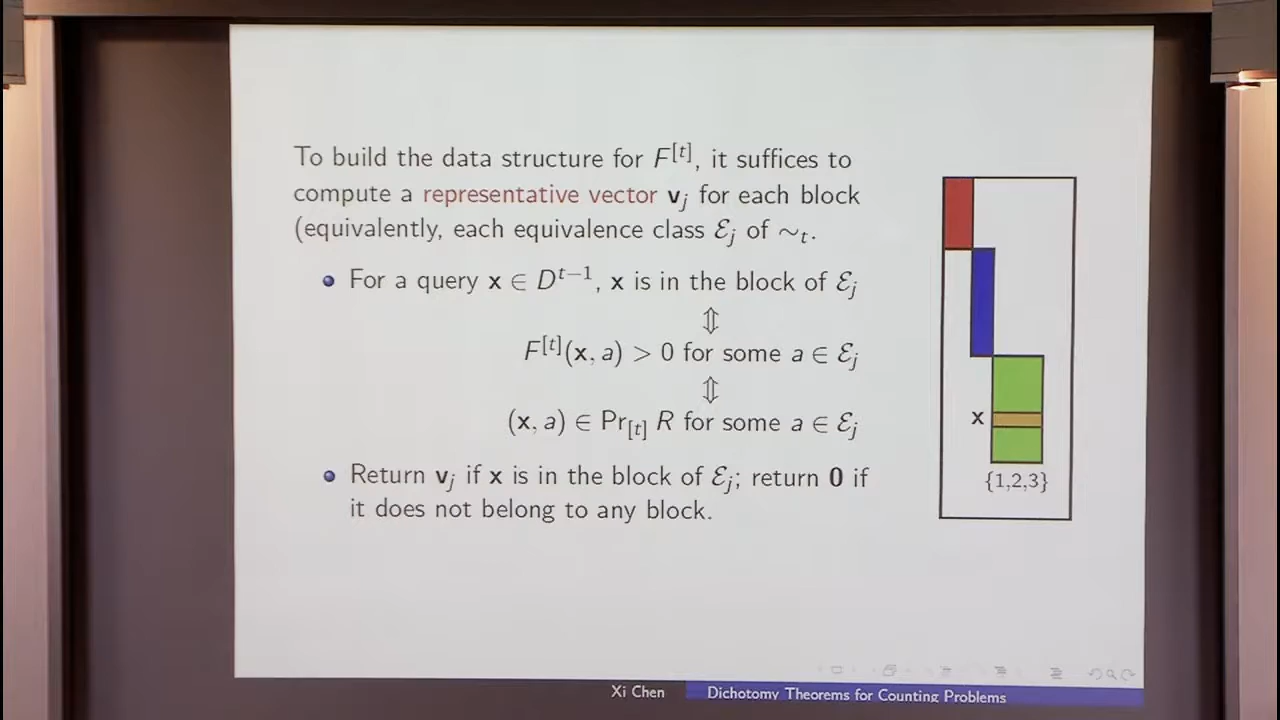 To build the data structure for F^[t], it suffices to
compute a representative vector v_j for each block
(equivalently, each equivalence class ℰ_j of ∼_t.
For a query x ∈ D^{t−1}, x is in the block of ℰ_j
⇕
F^[t](x, a) > 0 for some a ∈ ℰ_j
⇕
(x, a) ∈ Pr_[t] R for some a ∈ ℰ_j
Return v_j if x is in the block of ℰ_j; return 0 if
it does not belong to any block.
x
{1,2,3}
Xi Chen
Dichotomy Theorems for Counting Problems